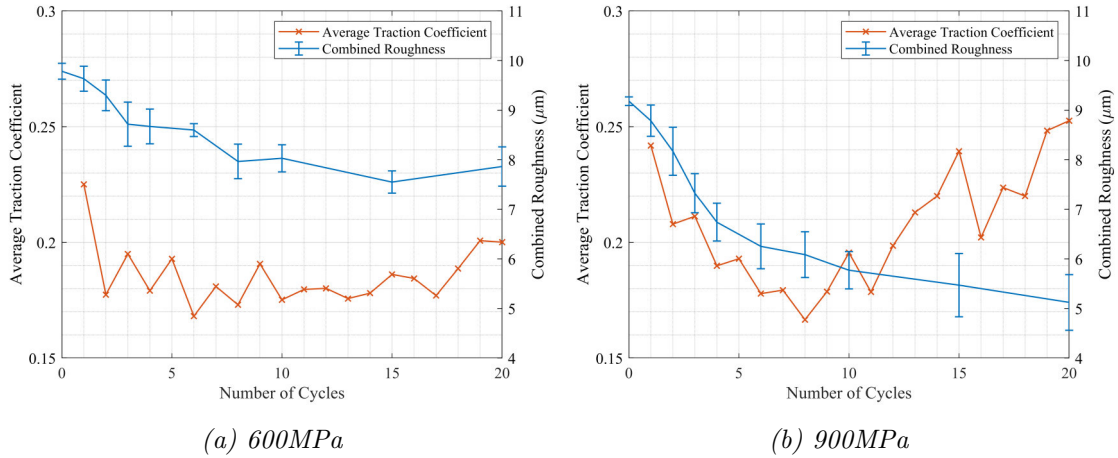 0.3
0.25
0.2
0.15
Average Traction Coefficient
11
10
9
8
7
6
5
4
Combined Roughness (μm)
Average Traction Coefficient
Combined Roughness
0 5 10 15 20
Number of Cycles
(a) 600MPa
0.3
0.25
0.2
0.15
Average Traction Coefficient
11
10
9
8
7
6
5
4
Combined Roughness (μm)
Average Traction Coefficient
Combined Roughness
0 5 10 15 20
Number of Cycles
(b) 900MPa